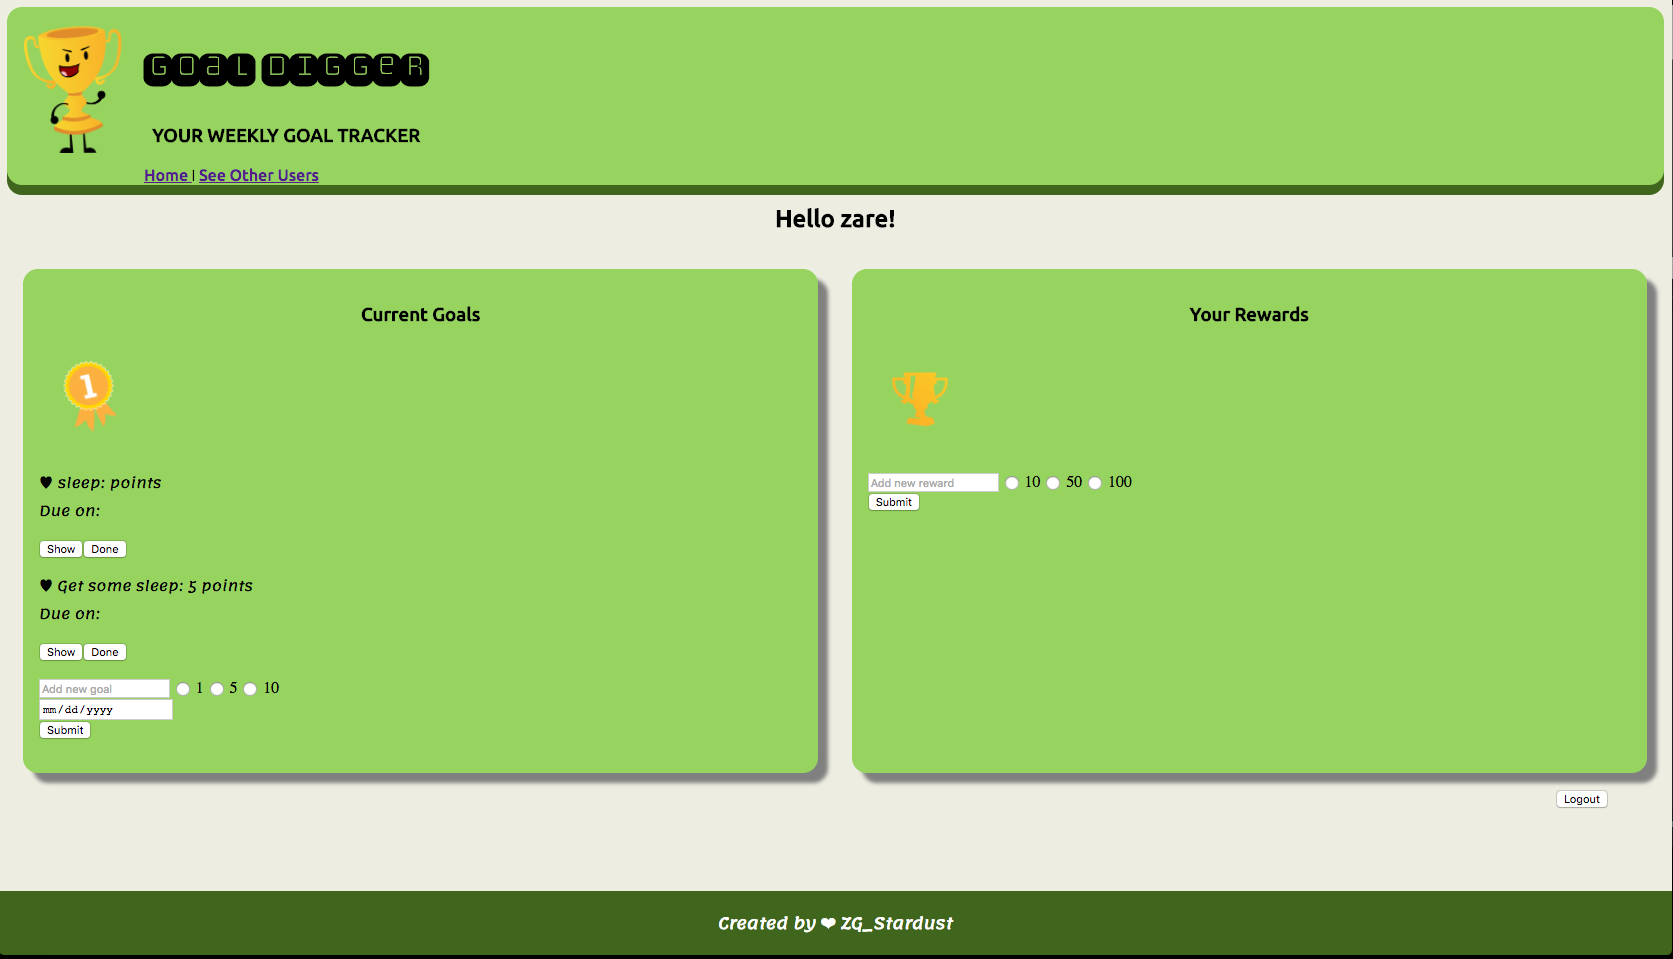 GOAL DIGGER
YOUR WEEKLY GOAL TRACKER
Home | See Other Users
Hello zare!
Current Goals
1
♥ sleep: points
Due on:
Show Done
♥ Get some sleep: 5 points
Due on:
Show Done
Add new goal 1 5 10
mm/dd/yyyy
Submit
Your Rewards
Add new reward 10 50 100
Submit
Logout
Created by ❤ ZG_Stardust